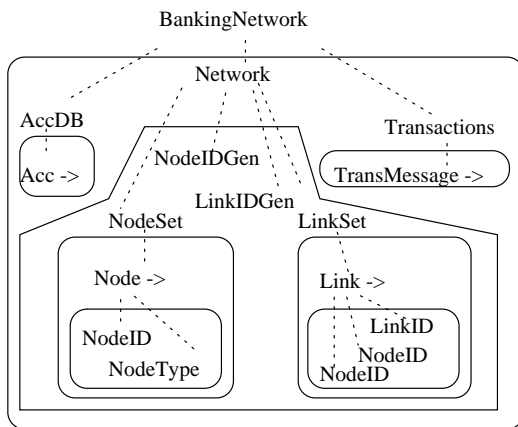 BankingNetwork
Network
AccDB
Transactions
Acc ->
NodeIDGen
TransMessage ->
LinkIDGen
NodeSet
LinkSet
Node ->
Link ->
NodeID
LinkID
NodeType
NodeID
NodeID